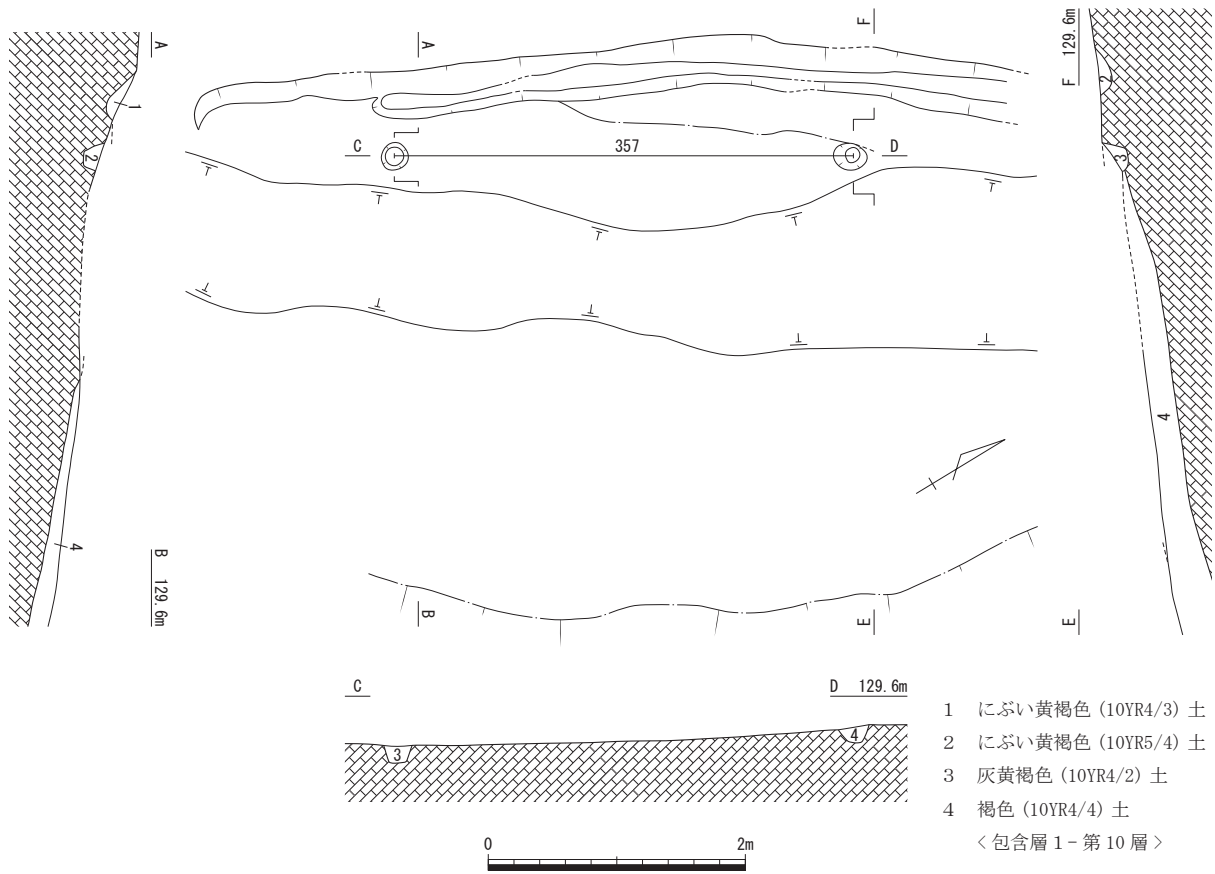 A
A
F
F 129.6m
1
2
2
3
C
357
D
4
4
B 129.6m
B
E
E
C
D 129.6m
3
4
1 にぶい黄褐色 (10YR4/3) 土
2 にぶい黄褐色 (10YR5/4) 土
3 灰黄褐色 (10YR4/2) 土
4 褐色 (10YR4/4) 土
< 包含層 1 - 第 10 層 >
0
2m